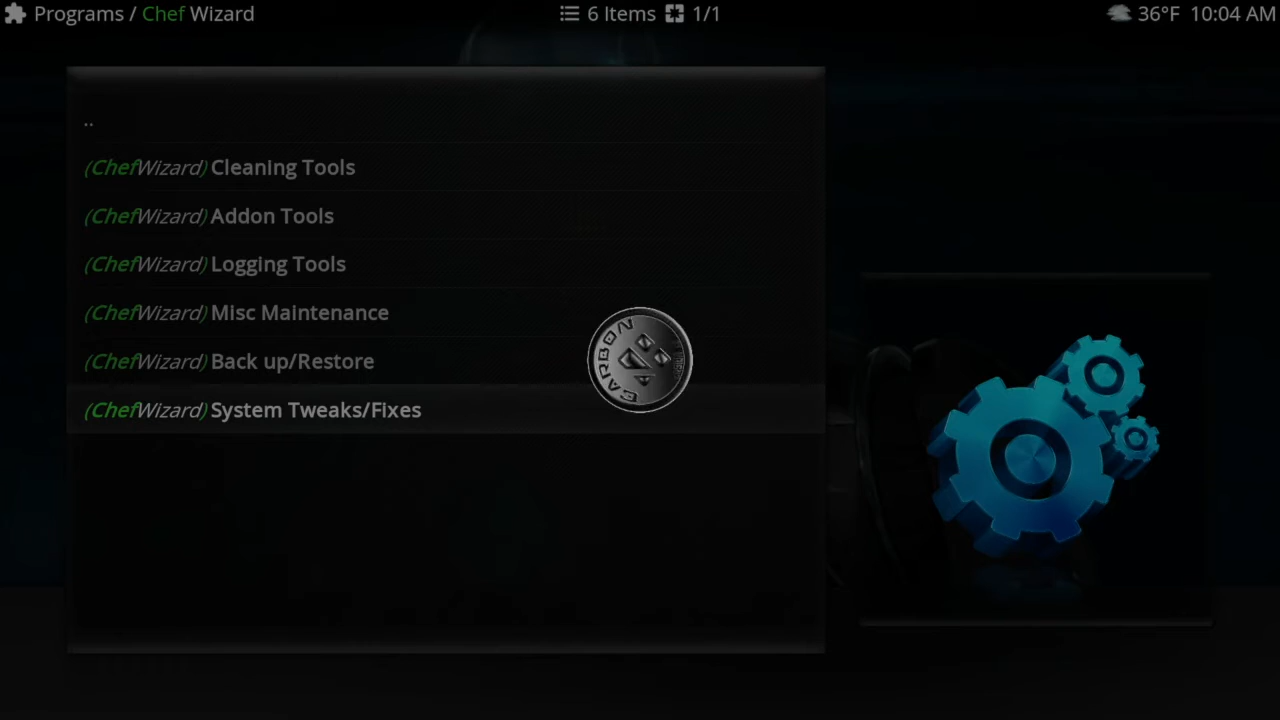 Programs / Chef Wizard
6 Items 1/1
36°F 10:04 AM
..
(ChefWizard) Cleaning Tools
(ChefWizard) Addon Tools
(ChefWizard) Logging Tools
(ChefWizard) Misc Maintenance
(ChefWizard) Back up/Restore
(ChefWizard) System Tweaks/Fixes
CARBON